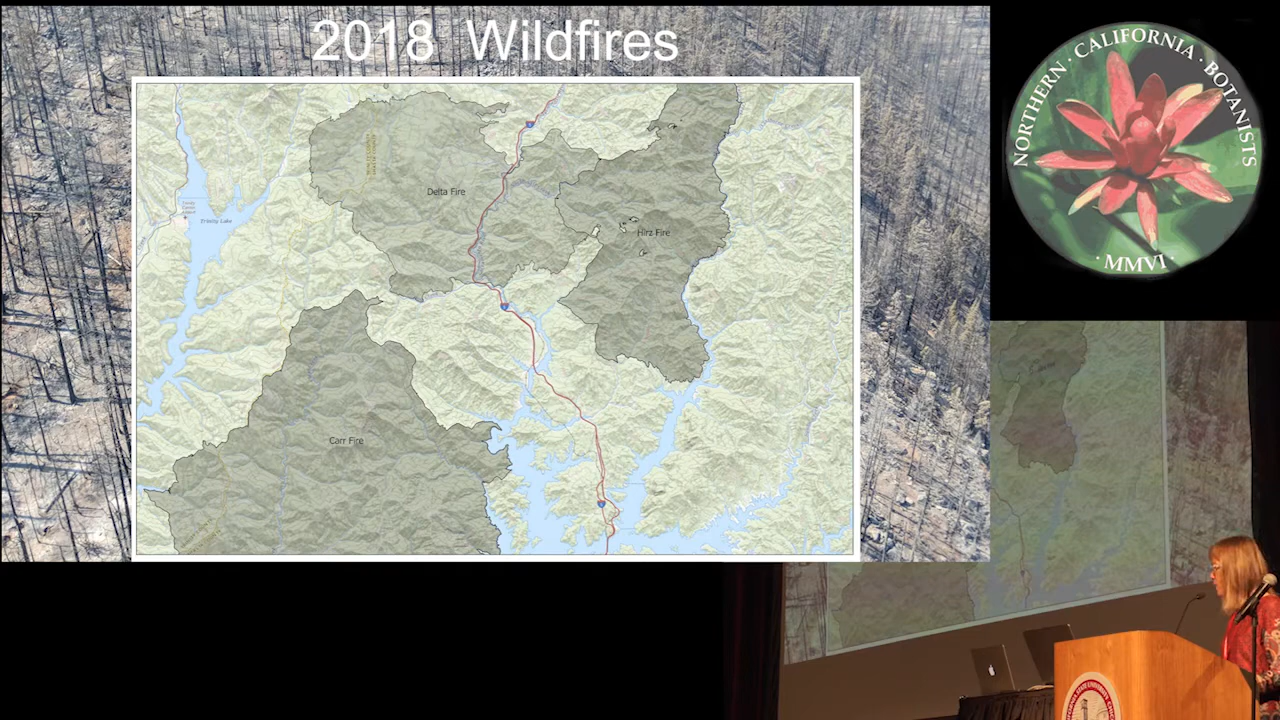 2018 Wildfires
NORTHERN · CALIFORNIA · BOTANISTS
· MMVI ·
Delta Fire
Trinity Lake
Hirz Fire
Carr Fire